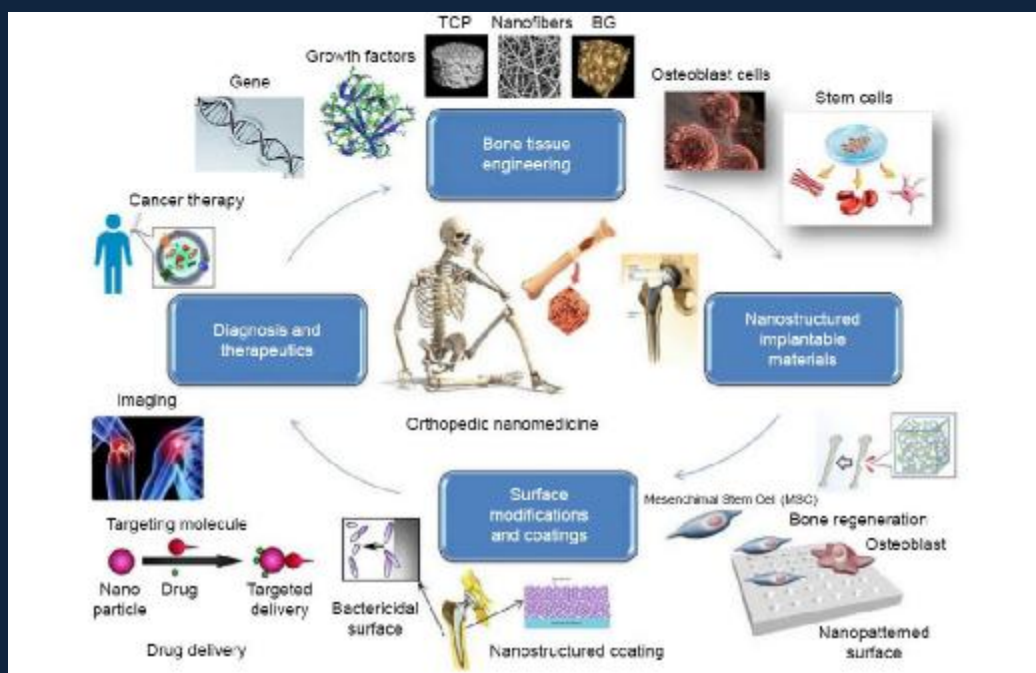 TCP
Nanofibers
BG
Growth factors
Gene
Osteoblast cells
Stem cells
Bone tissue
engineering
Cancer therapy
Diagnosis and
therapeutics
Nanostructured
implantable
materials
Imaging
Orthopedic nanomedicine
Surface
modifications
and coatings
Mesenchimal Stem Cell (MSC)
Bone regeneration
Osteoblast
Targeting molecule
Nano
particle
Drug
Targeted
delivery
Drug delivery
Bactericidal
surface
Nanostructured coating
Nanopatterned
surface